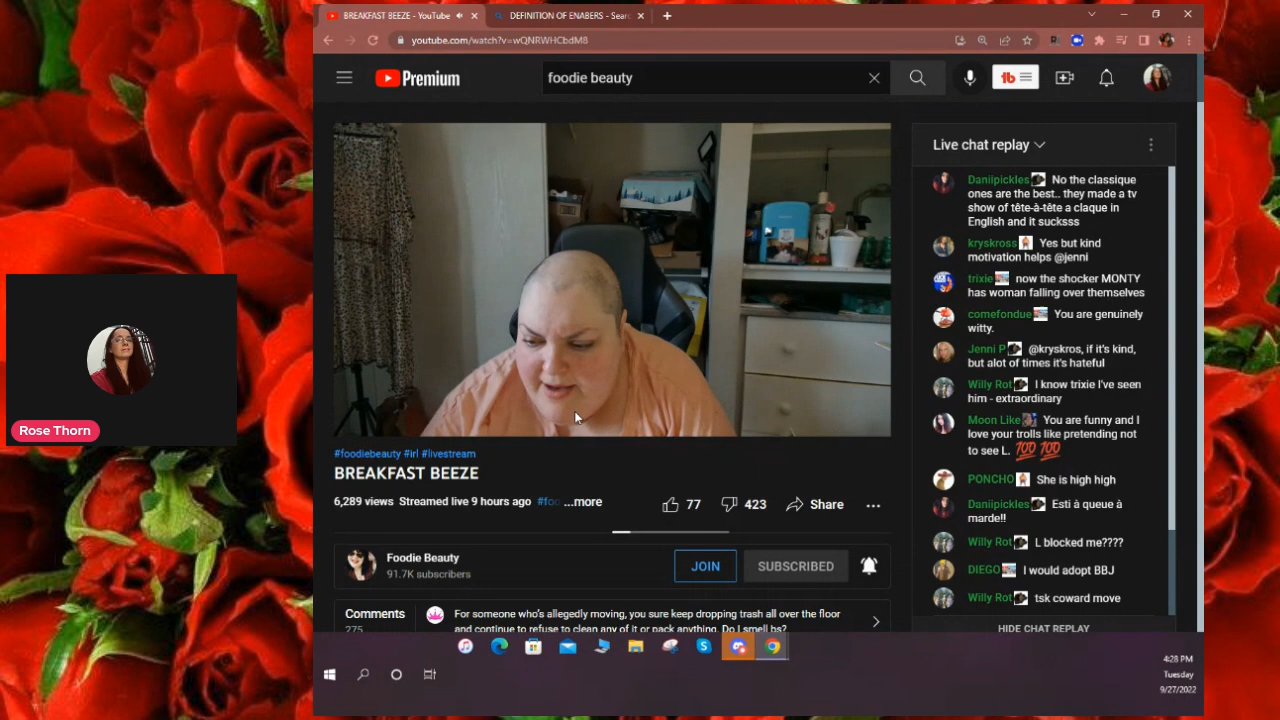 BREAKFAST BEEZE - YouTube
DEFINITION OF ENABERS - Sear
youtube.com/watch?v=wQNRWHCbdM8
Premium
foodie beauty
Live chat replay
Daniipickles No the classique
ones are the best.. they made a tv
show of tête-à-tête a claque in
English and it sucksss
kryskross Yes but kind
motivation helps @jenni
trixie now the shocker MONTY
has woman falling over themselves
comefondue You are genuinely
witty.
Jenni P @kryskros, if it's kind,
but alot of times it's hateful
Willy Rot I know trixie I've seen
him - extraordinary
Moon Like You are funny and I
love your trolls like pretending not
to see L. 100 100
PONCHO She is high high
Daniipickles Esti à queue à
marde!!
Willy Rot L blocked me????
DIEGO I would adopt BBJ
Willy Rot tsk coward move
HIDE CHAT REPLAY
Rose Thorn
#foodiebeauty #irl #livestream
BREAKFAST BEEZE
6,289 views Streamed live 9 hours ago #foo ...more
77
423
Share
Foodie Beauty
91.7K subscribers
JOIN
SUBSCRIBED
Comments
275
For someone who's allegedly moving, you sure keep dropping trash all over the floor
and continue to refuse to clean any of it or pack anything. Do I smell bs?
4:28 PM
Tuesday
9/27/2022